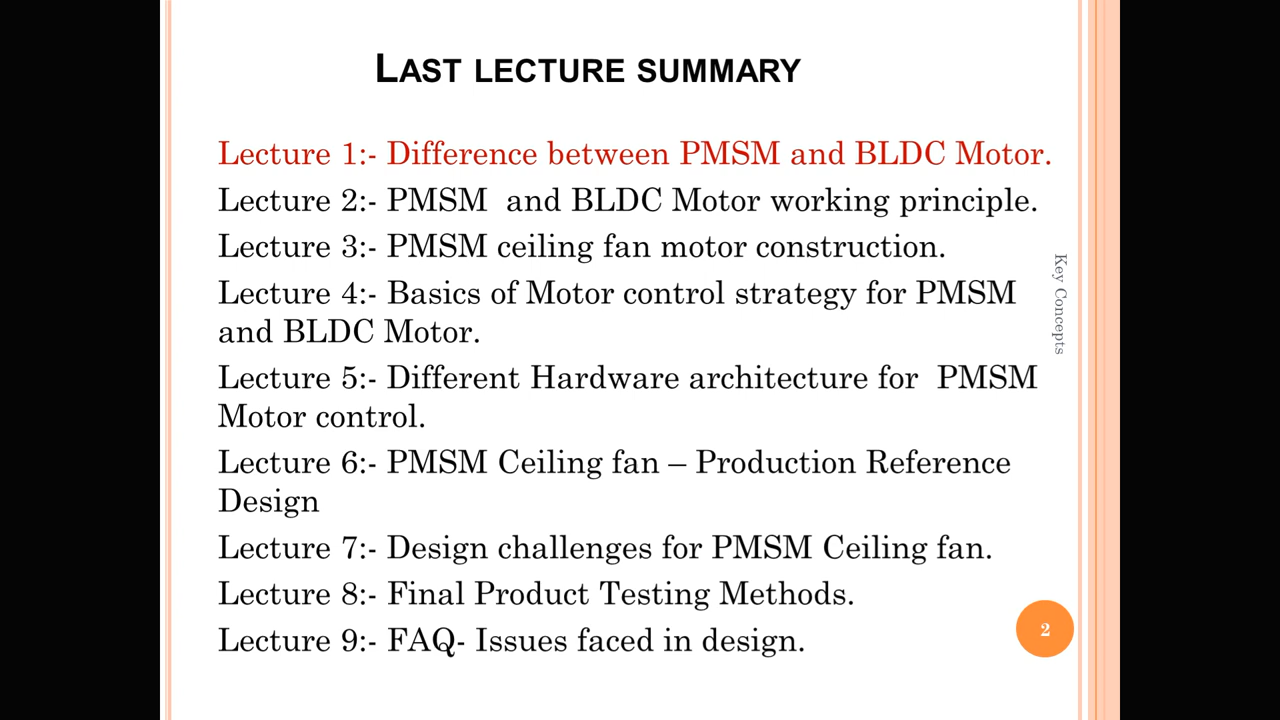 LAST LECTURE SUMMARY
Lecture 1:- Difference between PMSM and BLDC Motor.
Lecture 2:- PMSM  and BLDC Motor working principle.
Lecture 3:- PMSM ceiling fan motor construction.
Lecture 4:- Basics of Motor control strategy for PMSM
and BLDC Motor.
Lecture 5:- Different Hardware architecture for  PMSM
Motor control.
Lecture 6:- PMSM Ceiling fan – Production Reference
Design
Lecture 7:- Design challenges for PMSM Ceiling fan.
Lecture 8:- Final Product Testing Methods.
Lecture 9:- FAQ- Issues faced in design.
Key Concepts
2